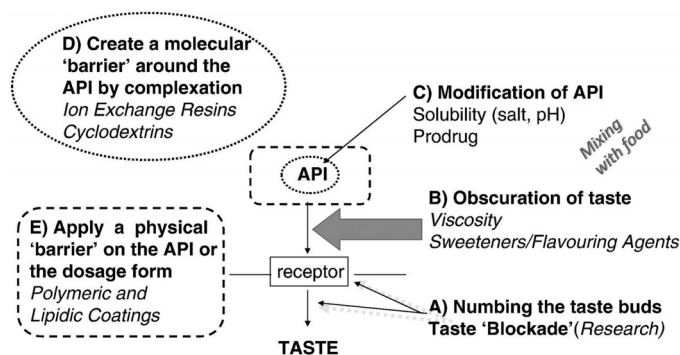 D) Create a molecular
‘barrier’ around the
API by complexation
Ion Exchange Resins
Cyclodextrins
C) Modification of API
Solubility (salt, pH)
Prodrug
Mixing
with food
API
B) Obscuration of taste
Viscosity
Sweeteners/Flavouring Agents
E) Apply a physical
‘barrier’ on the API or
the dosage form
Polymeric and
Lipidic Coatings
receptor
A) Numbing the taste buds
Taste ‘Blockade’(Research)
TASTE